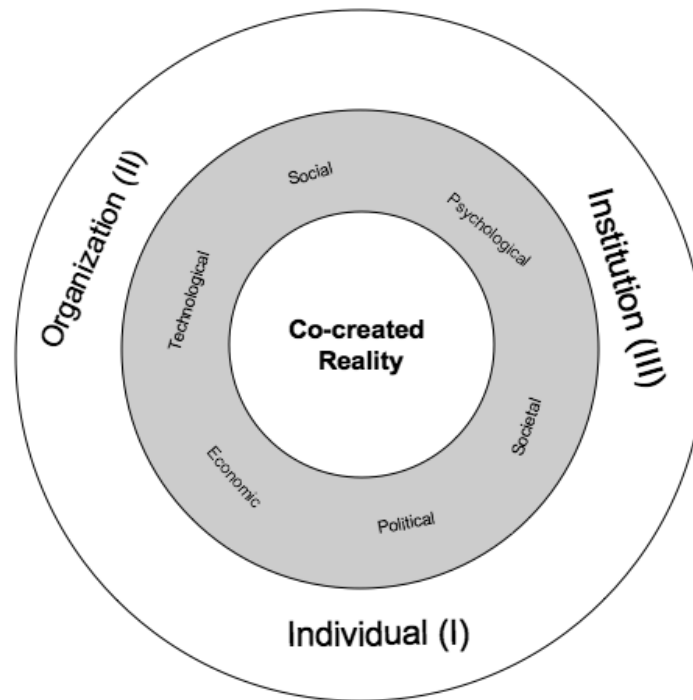 Social
Psychological
Organization (II)
Institution (III)
Technological
Co-created
Reality
Societal
Economic
Political
Individual (I)